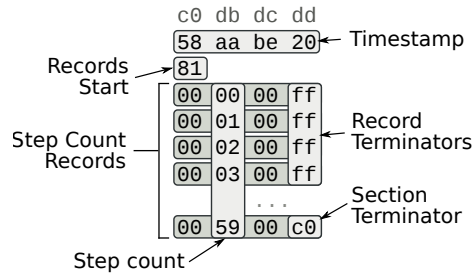 c0 db dc dd
58 aa be 20
Timestamp
Records
Start
81
Step Count
Records
00 00 00 ff
00 01 00 ff
00 02 00 ff
00 03 00 ff
...
00 59 00 c0
Record
Terminators
Section
Terminator
Step count